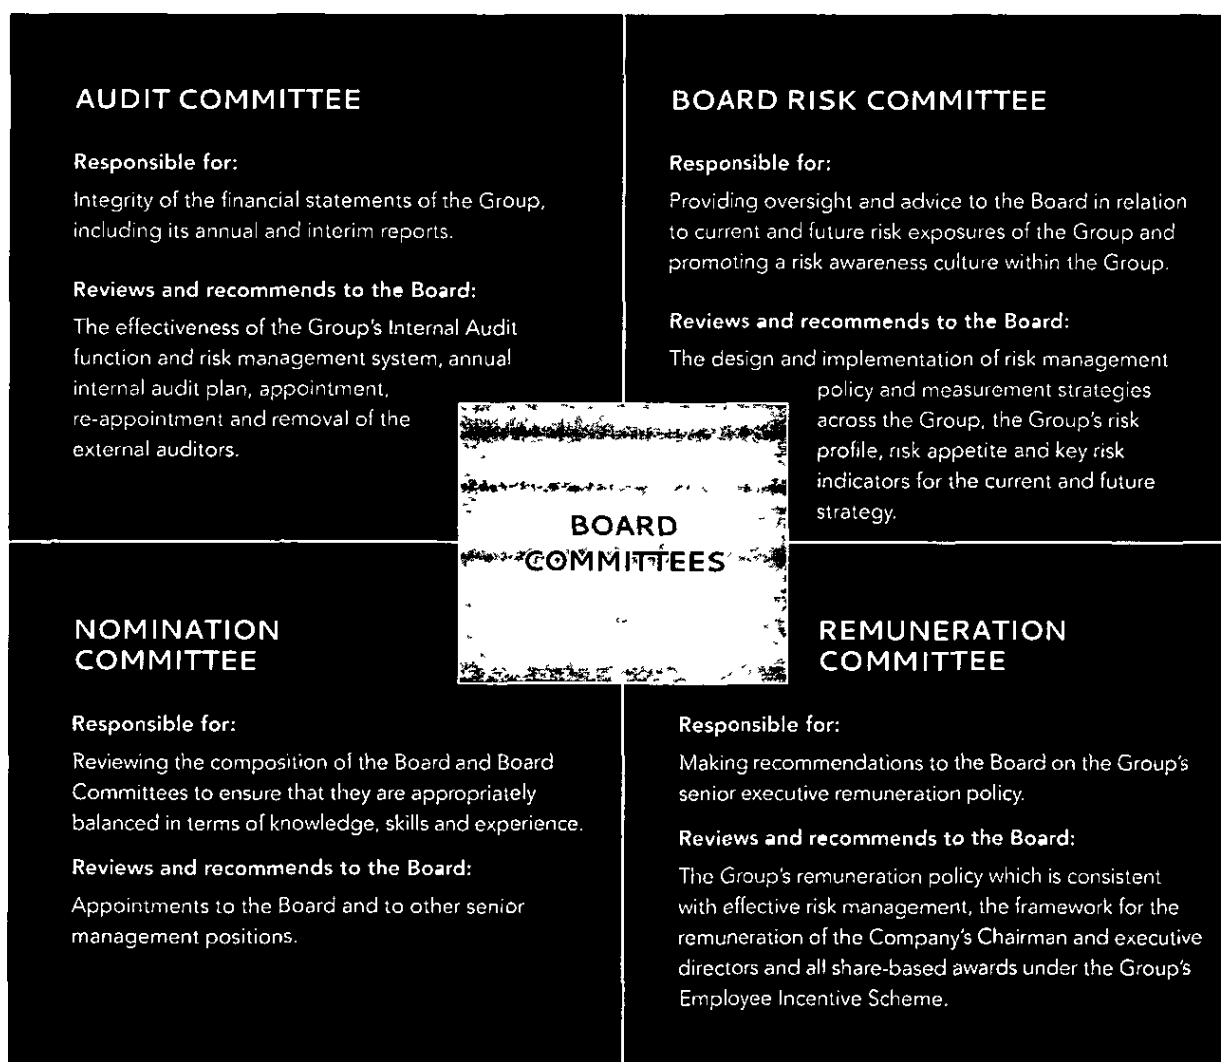 AUDIT COMMITTEE
Responsible for:
Integrity of the financial statements of the Group,
including its annual and interim reports.
Reviews and recommends to the Board:
The effectiveness of the Group's Internal Audit
function and risk management system, annual
internal audit plan, appointment,
re-appointment and removal of the
external auditors.
BOARD RISK COMMITTEE
Responsible for:
Providing oversight and advice to the Board in relation
to current and future risk exposures of the Group and
promoting a risk awareness culture within the Group.
Reviews and recommends to the Board:
The design and implementation of risk management
policy and measurement strategies
across the Group, the Group's risk
profile, risk appetite and key risk
indicators for the current and future
strategy.
BOARD
COMMITTEES
NOMINATION
COMMITTEE
Responsible for:
Reviewing the composition of the Board and Board
Committees to ensure that they are appropriately
balanced in terms of knowledge, skills and experience.
Reviews and recommends to the Board:
Appointments to the Board and to other senior
management positions.
REMUNERATION
COMMITTEE
Responsible for:
Making recommendations to the Board on the Group's
senior executive remuneration policy.
Reviews and recommends to the Board:
The Group's remuneration policy which is consistent
with effective risk management, the framework for the
remuneration of the Company's Chairman and executive
directors and all share-based awards under the Group's
Employee Incentive Scheme.